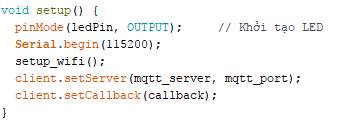 void setup() {
  pinMode(ledPin, OUTPUT);     // Khởi tạo LED
  Serial.begin(115200);
  setup_wifi();
  client.setServer(mqtt_server, mqtt_port);
  client.setCallback(callback);
}